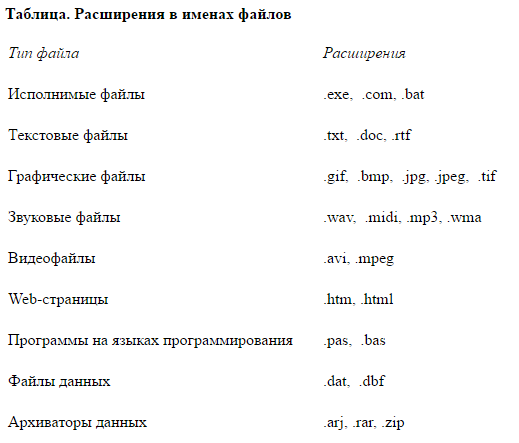 Таблица. Расширения в именах файлов
Тип файла Расширения
Исполнимые файлы .exe, .com, .bat
Текстовые файлы .txt, .doc, .rtf
Графические файлы .gif, .bmp, .jpg, .jpeg, .tif
Звуковые файлы .wav, .midi, .mp3, .wma
Видеофайлы .avi, .mpeg
Web-страницы .htm, .html
Программы на языках программирования .pas, .bas
Файлы данных .dat, .dbf
Архиваторы данных .arj, .rar, .zip